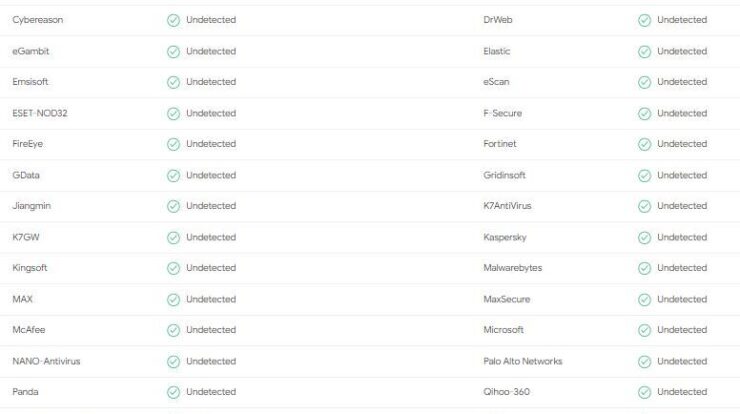 Cybereason Undetected DrWeb Undetected
eGambit Undetected Elastic Undetected
Emsisoft Undetected eScan Undetected
ESET-NOD32 Undetected F-Secure Undetected
FireEye Undetected Fortinet Undetected
GData Undetected Gridinsoft Undetected
Jiangmin Undetected K7AntiVirus Undetected
K7GW Undetected Kaspersky Undetected
Kingsoft Undetected Malwarebytes Undetected
MAX Undetected MaxSecure Undetected
McAfee Undetected Microsoft Undetected
NANO-Antivirus Undetected Palo Alto Networks Undetected
Panda Undetected Qihoo-360 Undetected